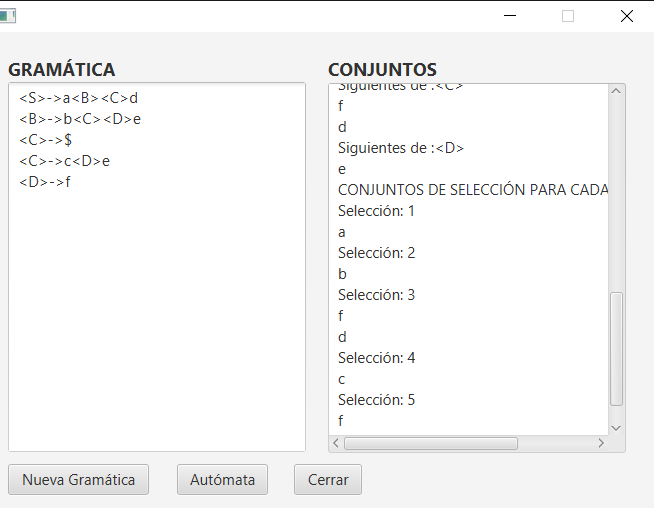 GRAMÁTICA
<S>->a<B><C>d
<B>->b<C><D>e
<C>->$
<C>->c<D>e
<D>->f
CONJUNTOS
Siguientes de :<C>
f
d
Siguientes de :<D>
e
CONJUNTOS DE SELECCIÓN PARA CADA
Selección: 1
a
Selección: 2
b
Selección: 3
f
d
Selección: 4
c
Selección: 5
f
Nueva Gramática
Autómata
Cerrar